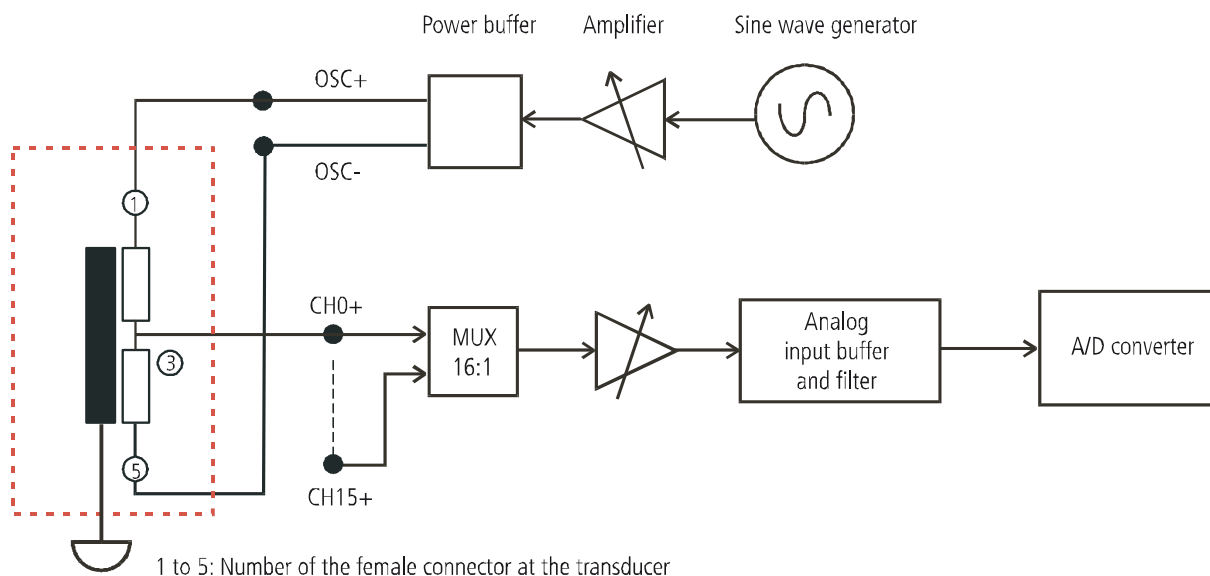 Power buffer
Amplifier
Sine wave generator
OSC+
OSC-
1
CH0+
MUX
16:1
Analog
input buffer
and filter
A/D converter
3
5
CH15+
1 to 5: Number of the female connector at the transducer